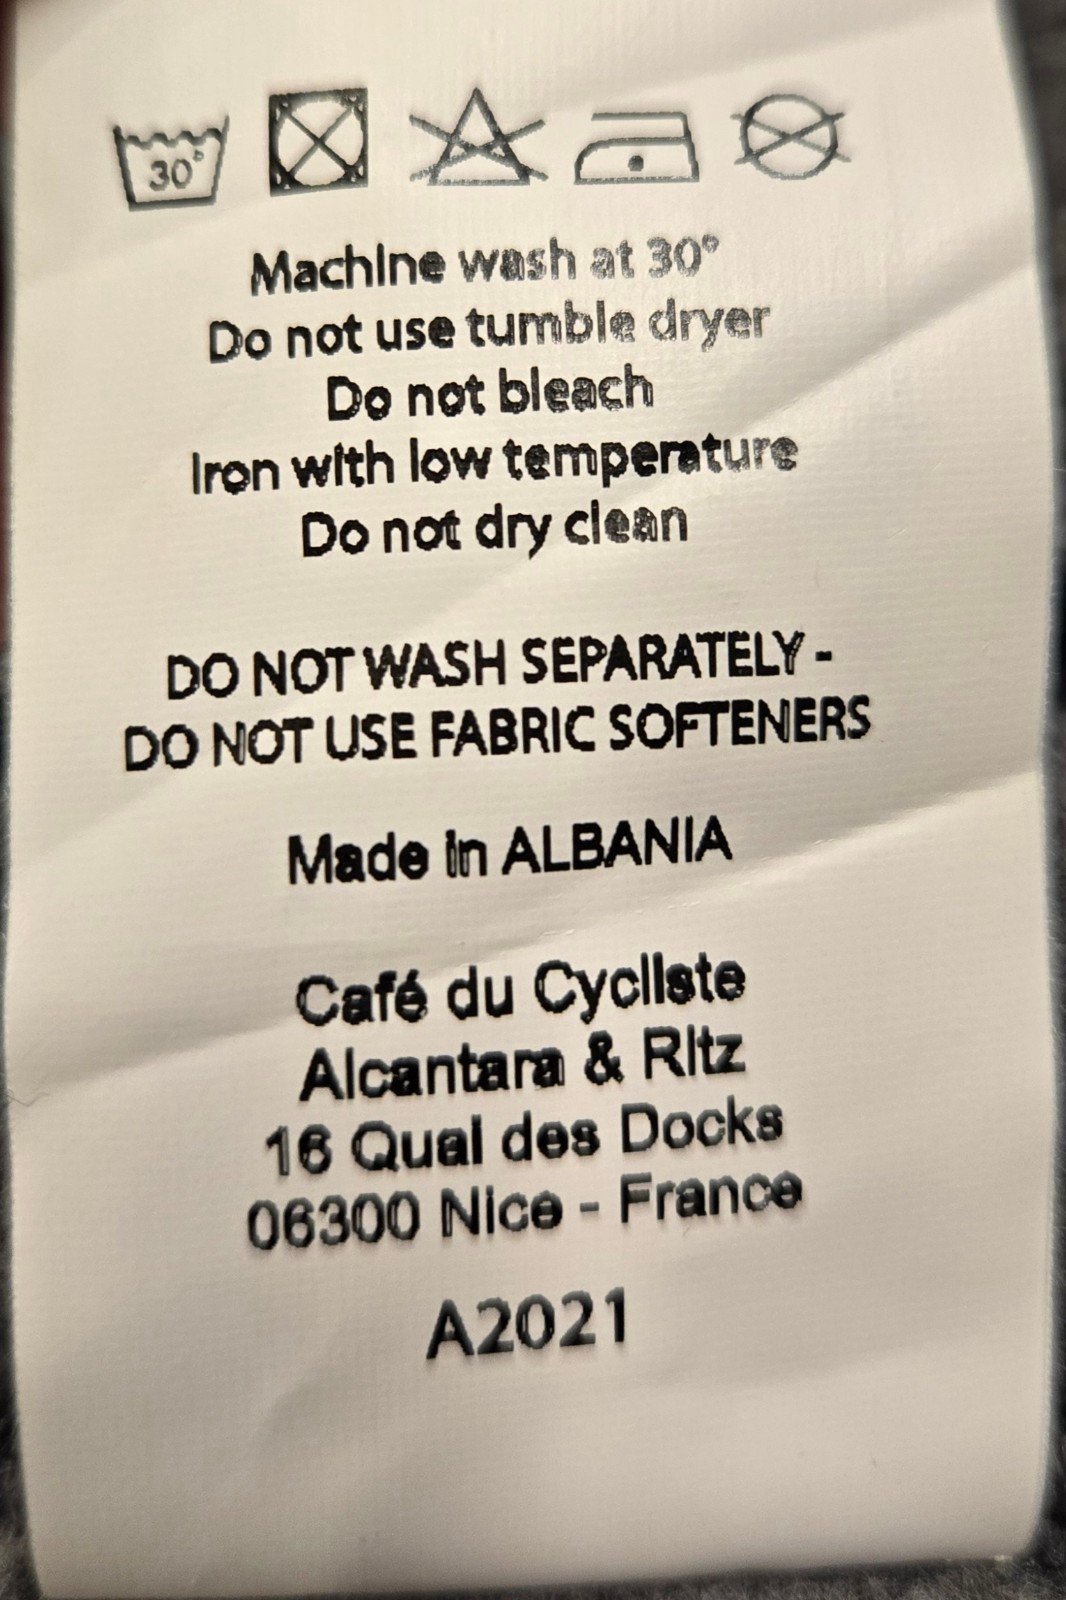 30°
Machine wash at 30°
Do not use tumble dryer
Do not bleach
Iron with low temperature
Do not dry clean
DO NOT WASH SEPARATELY -
DO NOT USE FABRIC SOFTENERS
Made in ALBANIA
Café du Cycliste
Alcantara & Ritz
16 Quai des Docks
06300 Nice - France
A2021